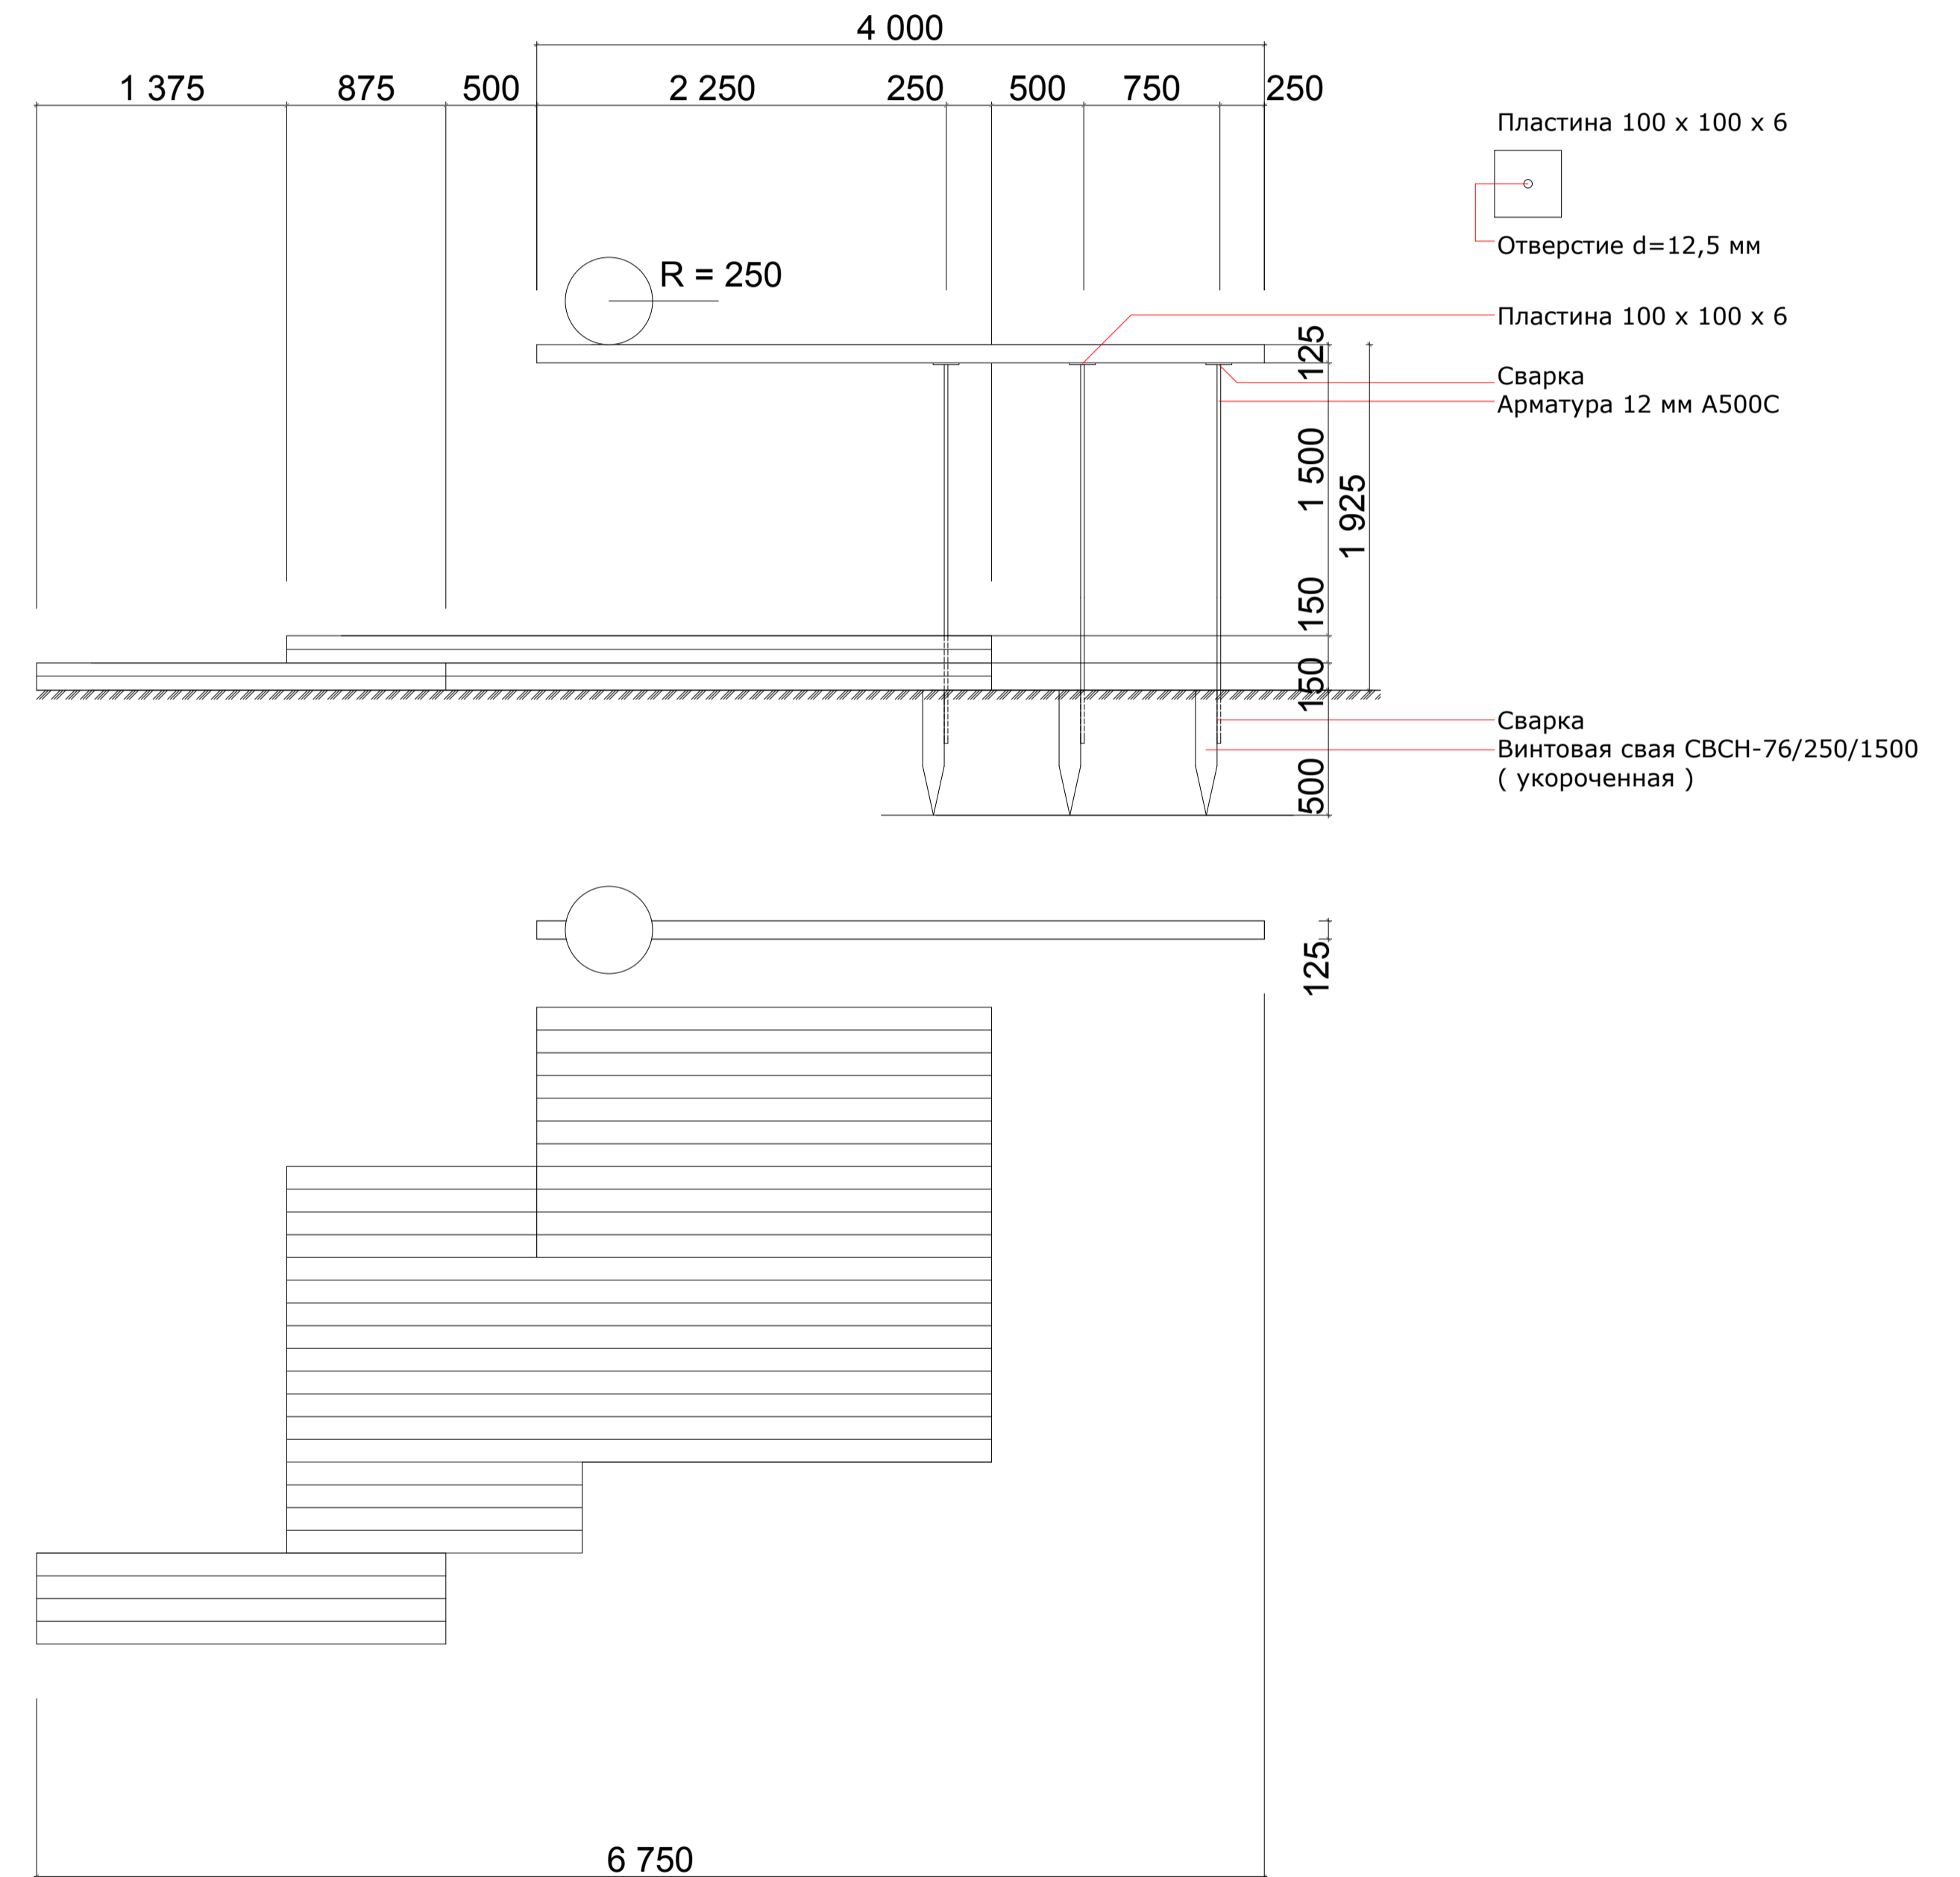 4 000
1 375
875
500
2 250
250
500
750
250
Пластина 100 x 100 x 6
Отверстие d=12,5 мм
R = 250
Пластина 100 x 100 x 6
125
Сварка
Арматура 12 мм А500С
1 500
1 925
150
150
Сварка
Винтовая свая СВСН-76/250/1500
( укороченная )
500
125
6 750